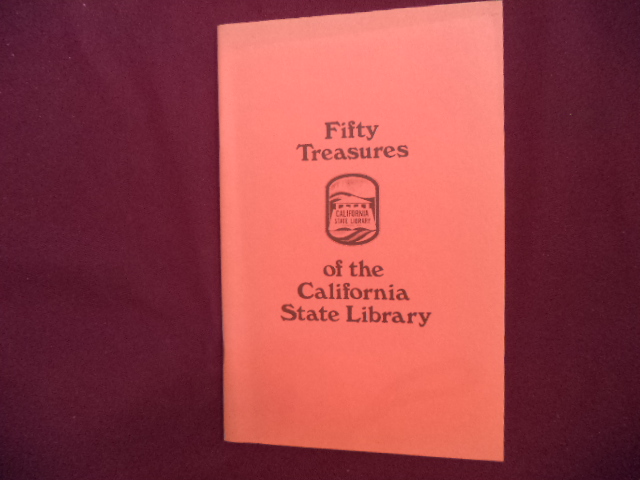 Fifty
Treasures
CALIFORNIA
STATE LIBRARY
of the
California
State Library